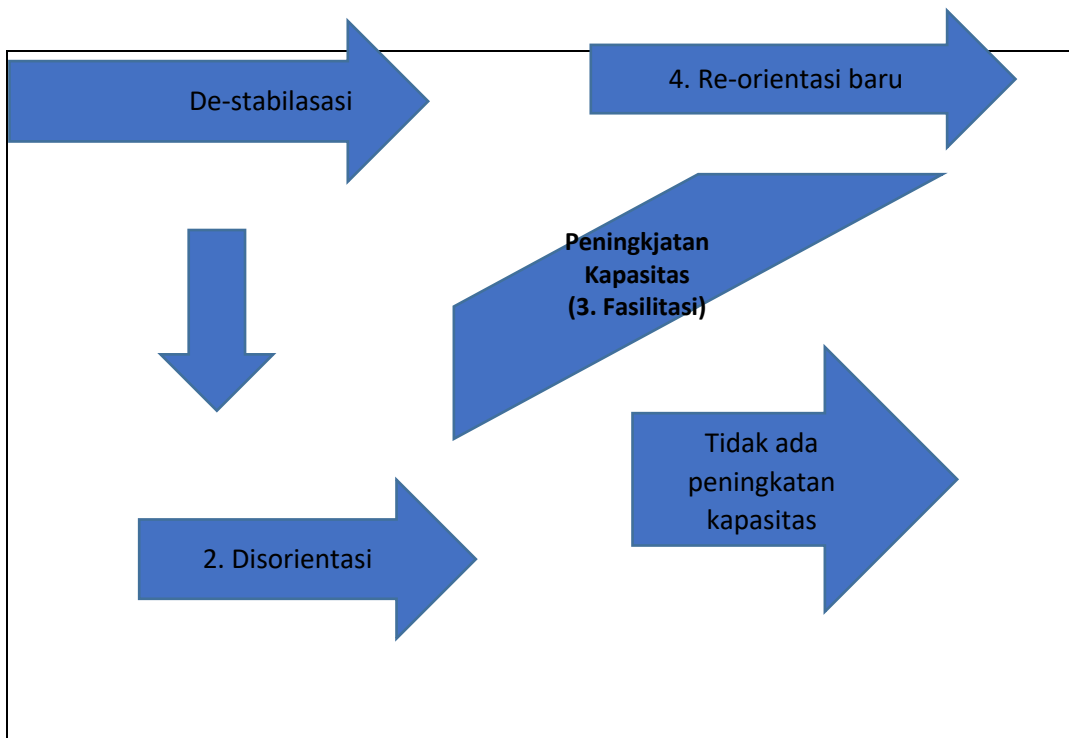 De-stabilasasi
4. Re-orientasi baru
Peningkjatan
Kapasitas
(3. Fasilitasi)
Tidak ada
peningkatan
kapasitas
2. Disorientasi